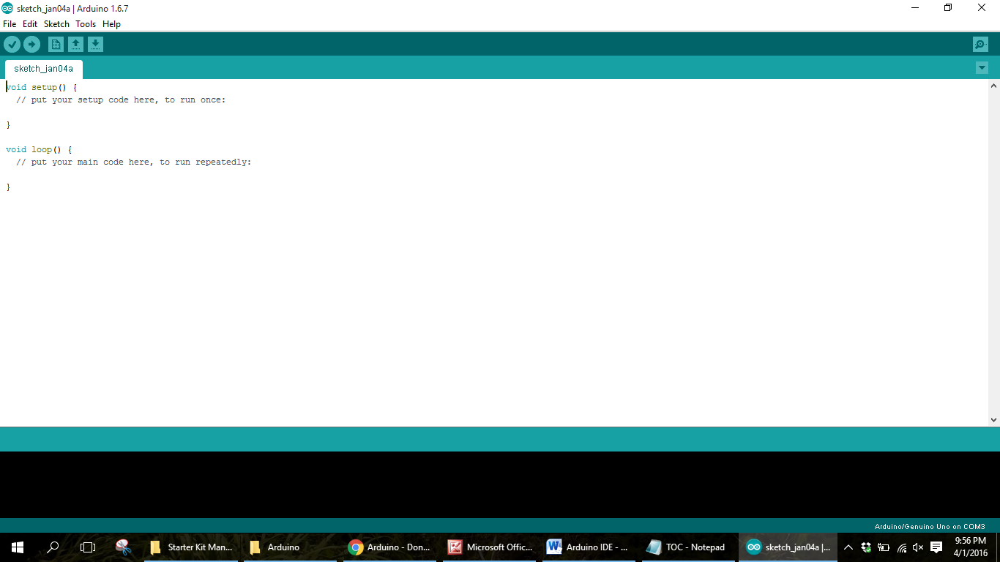 sketch_jan04a | Arduino 1.6.7
File Edit Sketch Tools Help
sketch_jan04a
void setup() {
  // put your setup code here, to run once:
}
void loop() {
  // put your main code here, to run repeatedly:
}
Arduino/Genuino Uno on COM3
Starter Kit Man... Arduino Arduino - Don... Microsoft Offic... Arduino IDE - ... TOC - Notepad sketch_jan04a |...
9:56 PM
4/1/2016